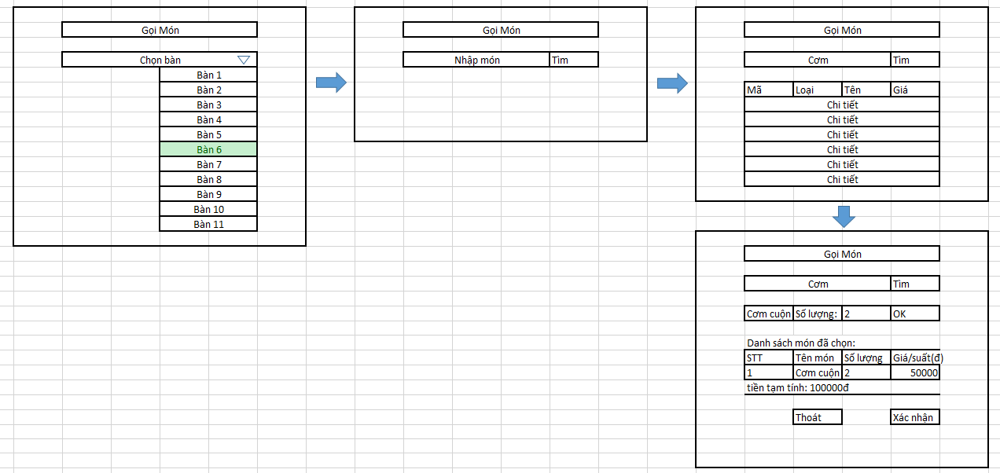 Gọi Món
Chọn bàn
Bàn 1
Bàn 2
Bàn 3
Bàn 4
Bàn 5
Bàn 6
Bàn 7
Bàn 8
Bàn 9
Bàn 10
Bàn 11
Gọi Món
Nhập món Tìm
Gọi Món
Cơm Tìm
Mã Loại Tên Giá
Chi tiết
Chi tiết
Chi tiết
Chi tiết
Chi tiết
Chi tiết
Gọi Món
Cơm Tìm
Cơm cuộn Số lượng: 2 OK
Danh sách món đã chọn:
STT Tên món Số lượng Giá/suất(đ)
1 Cơm cuộn 2 50000
tiền tạm tính: 100000đ
Thoát Xác nhận